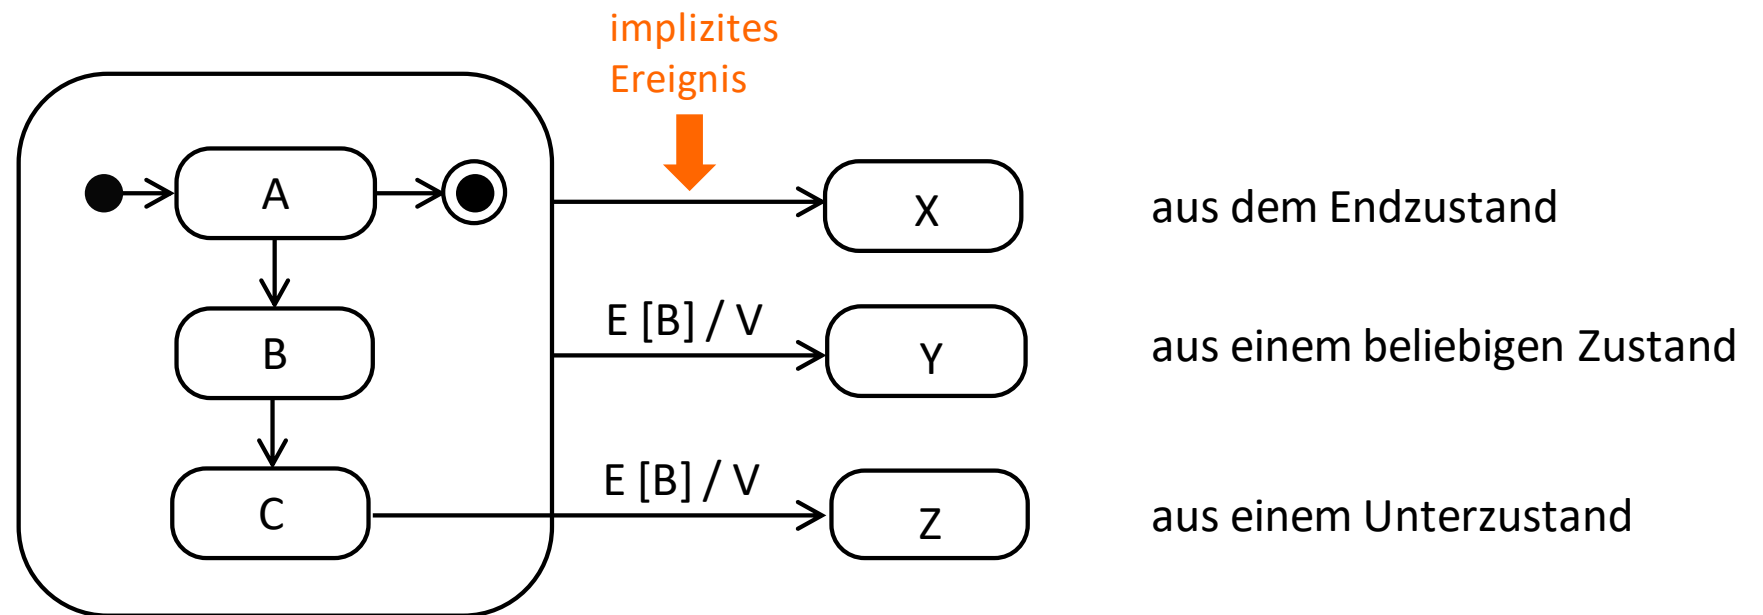 implizites
Ereignis
A
X
aus dem Endzustand
B
E [B] / V
Y
aus einem beliebigen Zustand
C
E [B] / V
Z
aus einem Unterzustand